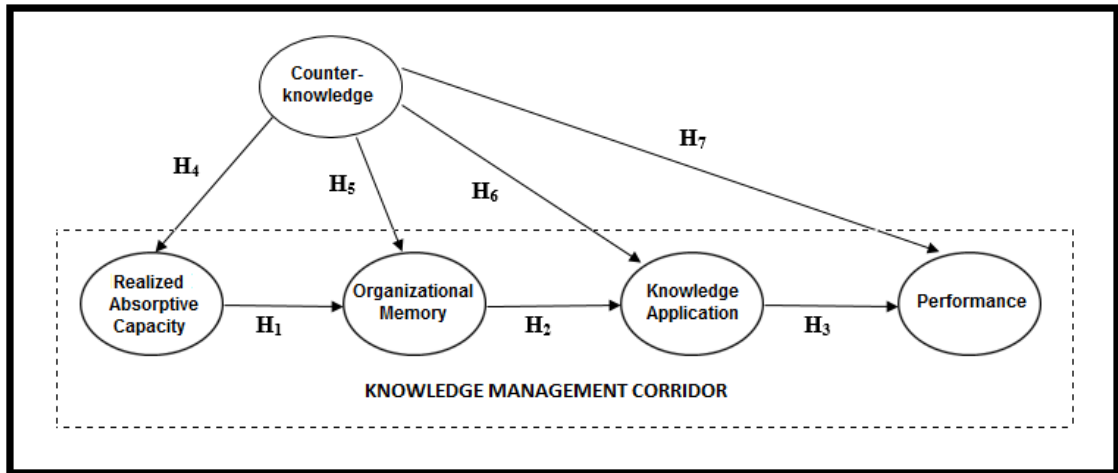 Counter-
knowledge
H₇
H₄
H₅
H₆
Realized
Absorptive
Capacity
Organizational
Memory
Knowledge
Application
Performance
H₁
H₂
H₃
KNOWLEDGE MANAGEMENT CORRIDOR